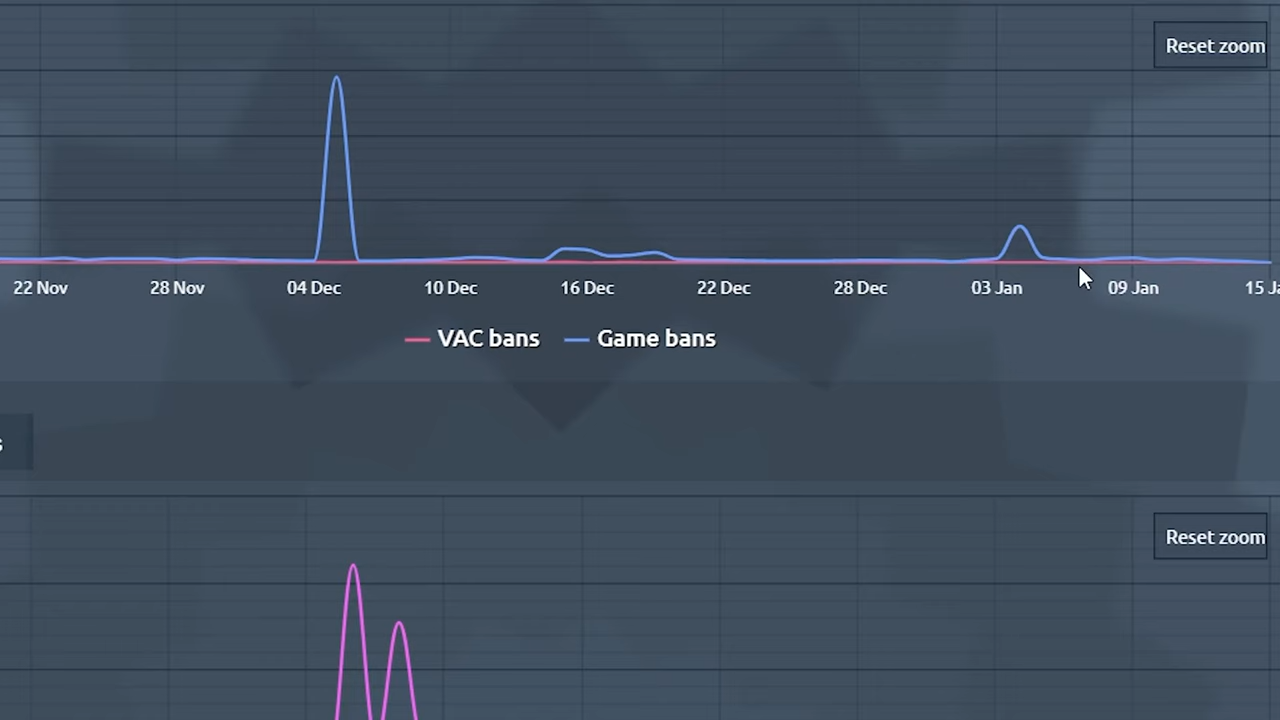 Reset zoom
22 Nov 28 Nov 04 Dec 10 Dec 16 Dec 22 Dec 28 Dec 03 Jan 09 Jan 15
VAC bans Game bans
Reset zoom